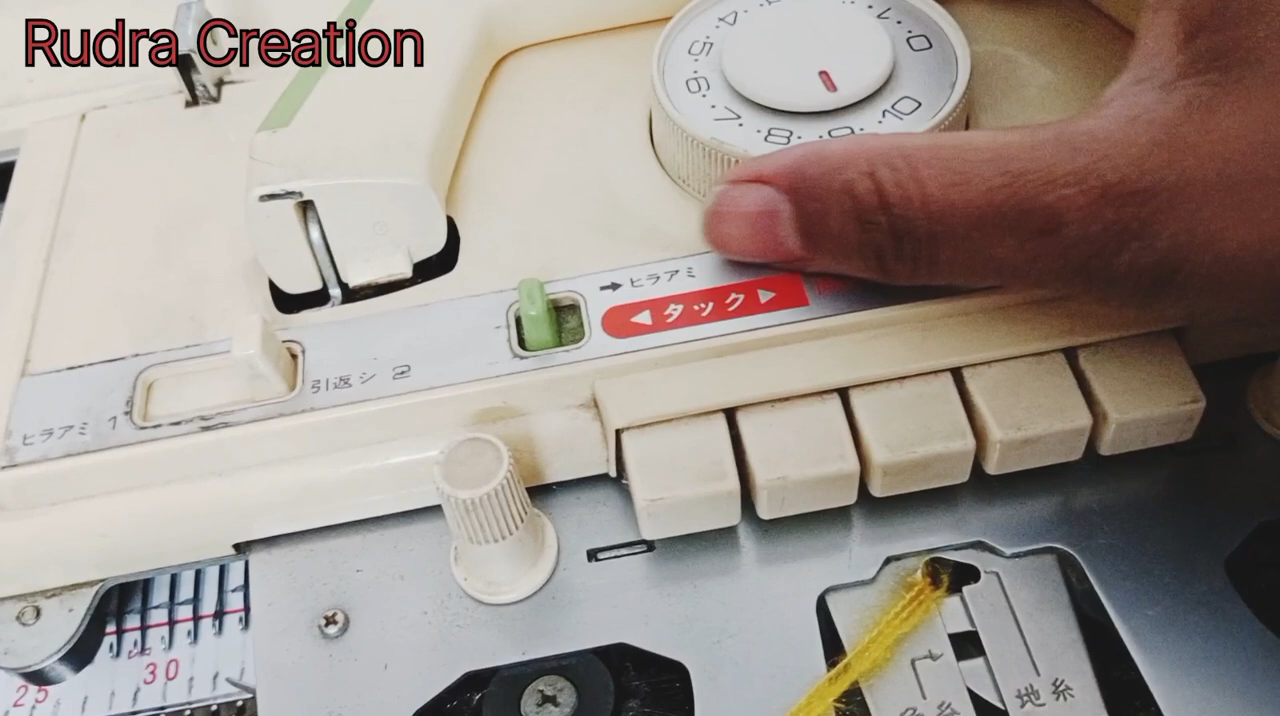 Rudra Creation
0 1 4 5 6 7 8 9 10
→ ヒラアミ
◀ タック ▶
ヒラアミ 1
引返シ 2
25 30
地糸